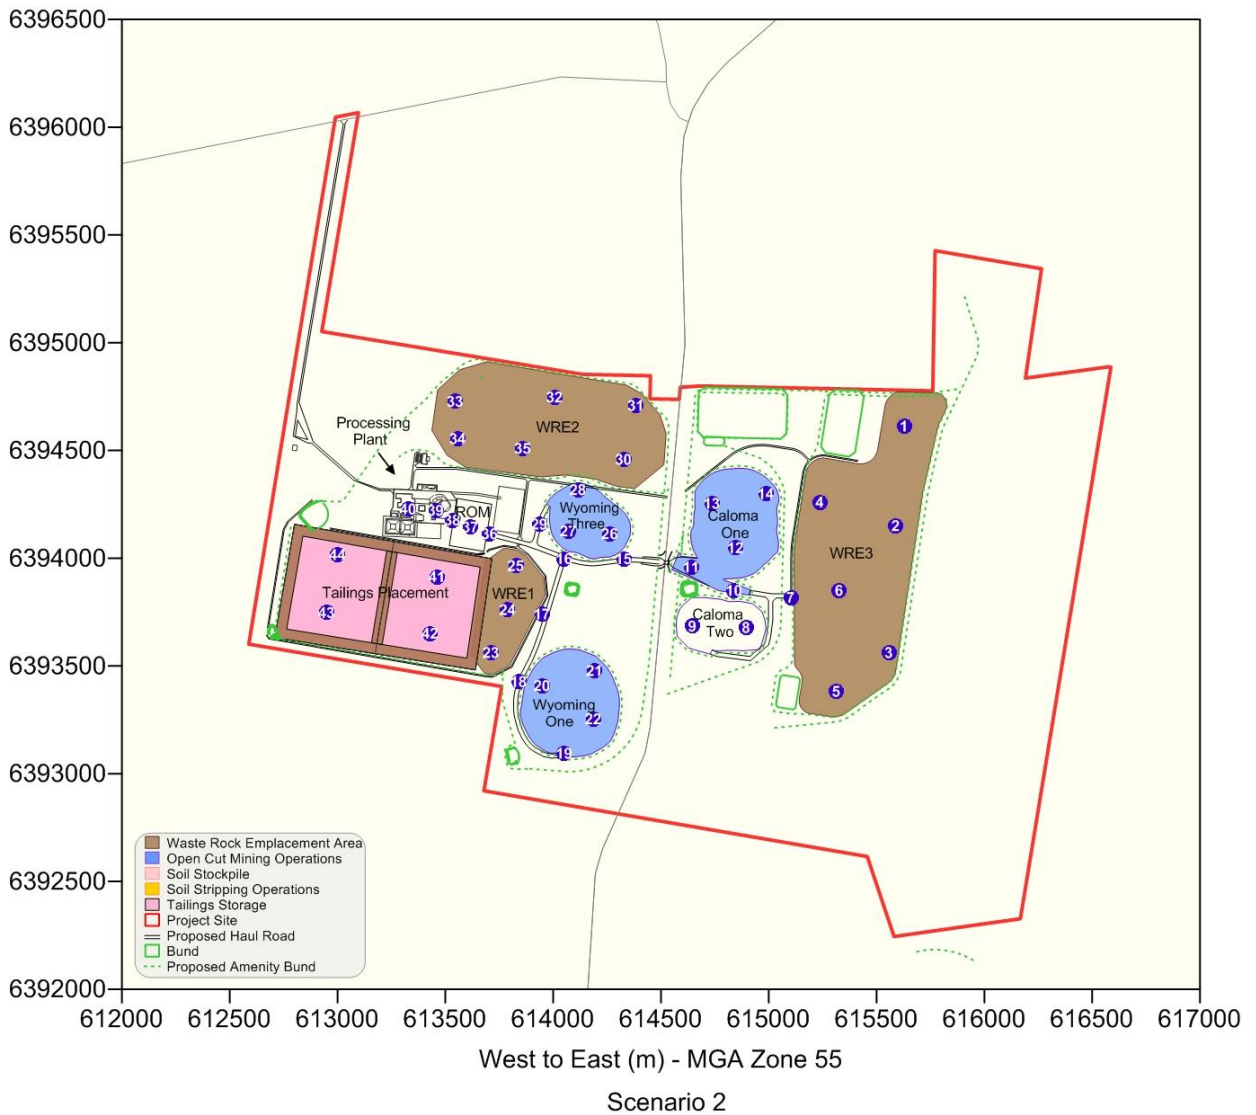 6396500
6396000
6395500
6395000
6394500
6394000
6393500
6393000
6392500
6392000
612000 612500 613000 613500 614000 614500 615000 615500 616000 616500 617000
West to East (m) - MGA Zone 55
Scenario 2
Processing
Plant
WRE2
33
32
31
34
35
30
ROM
40
39
38
37
36
28
Wyoming
Three
29
27
26
16
15
13
14
Caloma
One
12
11
10
7
Caloma
Two
9
8
1
4
2
WRE3
6
3
5
44
41
Tailings Placement
43
42
25
WRE1
24
17
23
18
20
21
Wyoming
One
22
19
Waste Rock Emplacement Area
Open Cut Mining Operations
Soil Stockpile
Soil Stripping Operations
Tailings Storage
Project Site
Proposed Haul Road
Bund
Proposed Amenity Bund